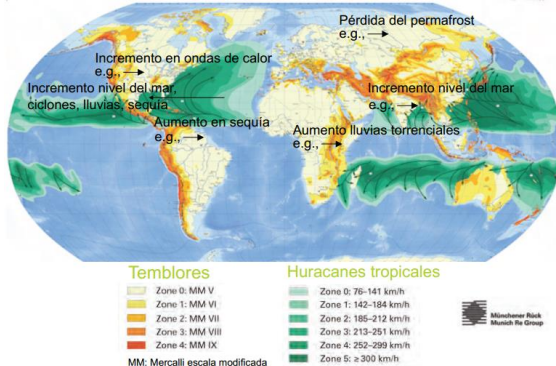 Pérdida del permafrost
e.g.,
Incremento en ondas de calor
e.g.,
Incremento nivel del mar,
ciclones, lluvias, sequía
Incremento nivel del mar
e.g.,
Aumento en sequía
e.g.,
Aumento lluvias torrenciales
e.g.,
Temblores
Zone 0: MM V
Zone 1: MM VI
Zone 2: MM VII
Zone 3: MM VIII
Zone 4: MM IX
MM: Mercalli escala modificada
Huracanes tropicales
Zone 0: 76–141 km/h
Zone 1: 142–184 km/h
Zone 2: 185–212 km/h
Zone 3: 213–251 km/h
Zone 4: 252–299 km/h
Zone 5: ≥ 300 km/h
Münchener Rück
Munich Re Group